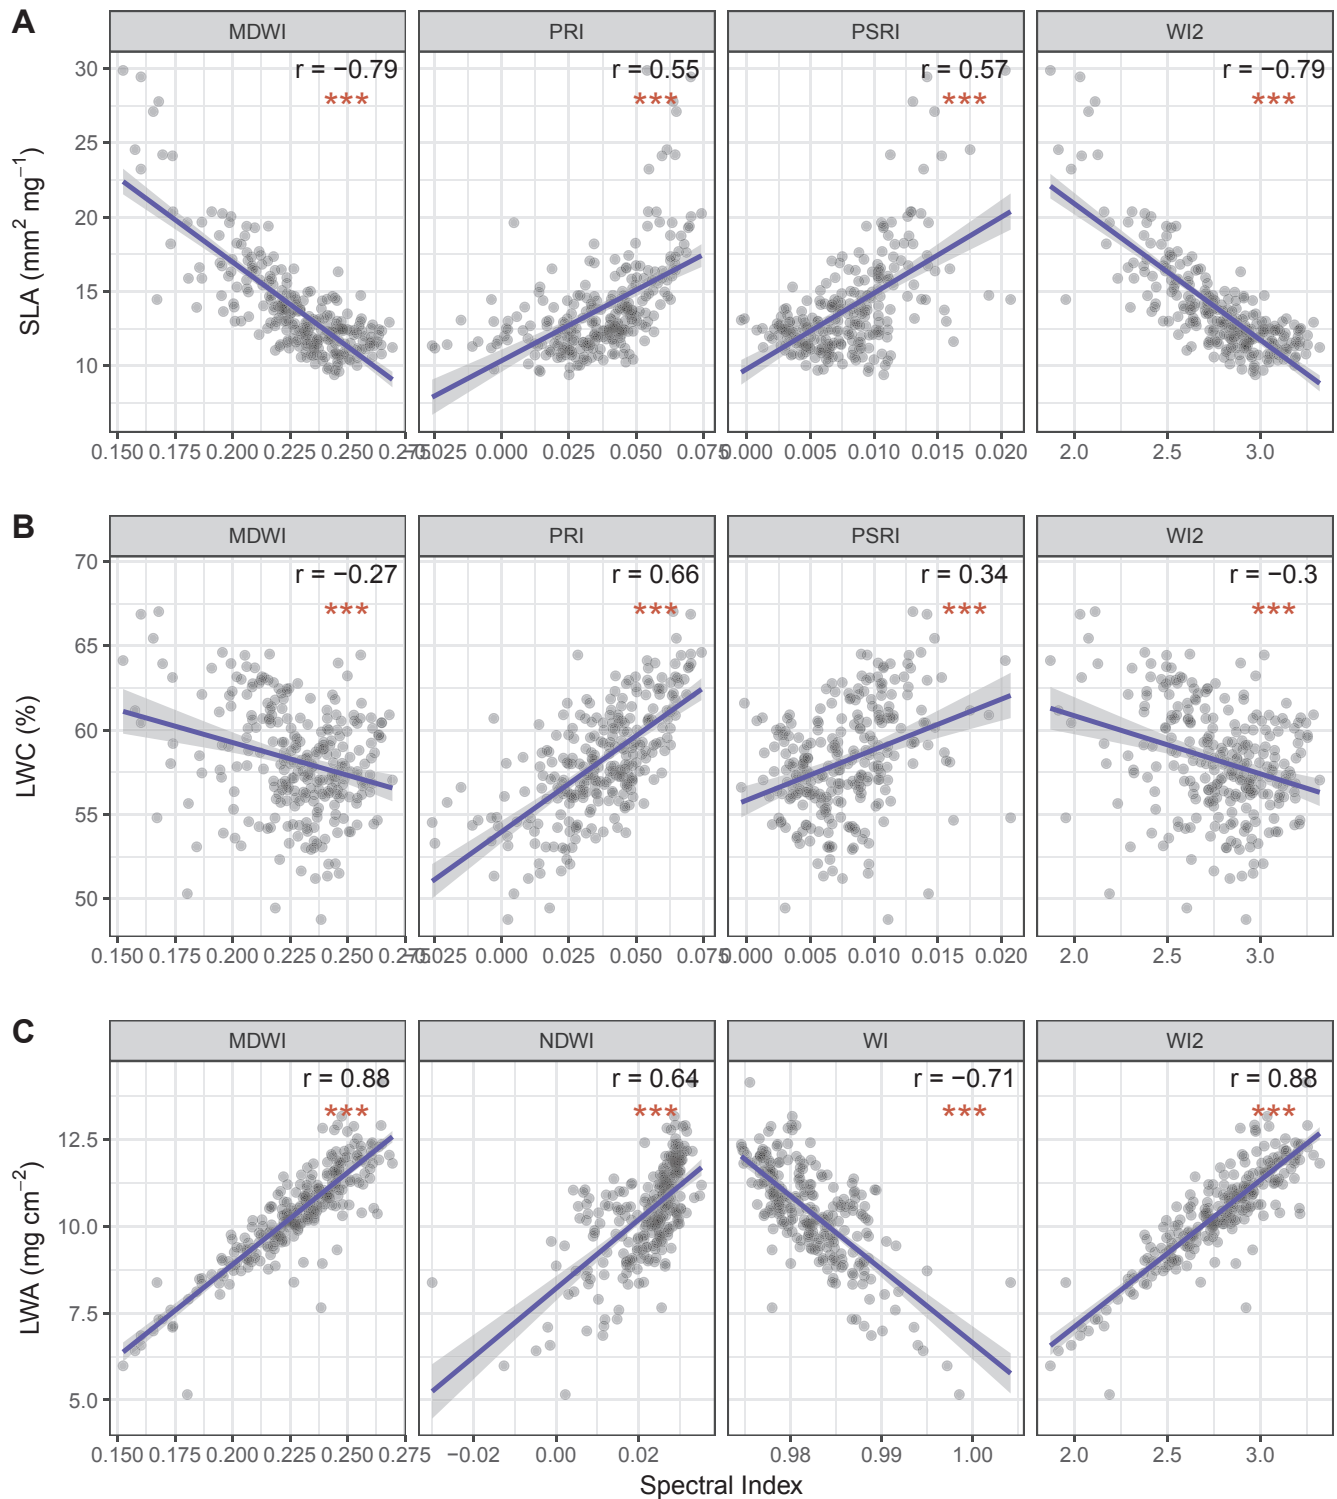 A
MDWI PRI PSRI WI2
r = −0.79 r = 0.55 r = 0.57 r = −0.79
*** *** *** ***
30
25
20
15
10
SLA (mm² mg⁻¹)
0.150 0.175 0.200 0.225 0.250 0.275 −0.025 0.000 0.025 0.050 0.075 0.000 0.005 0.010 0.015 0.020 2.0 2.5 3.0
B
MDWI PRI PSRI WI2
r = −0.27 r = 0.66 r = 0.34 r = −0.3
*** *** *** ***
70
65
60
55
50
LWC (%)
0.150 0.175 0.200 0.225 0.250 0.275 −0.025 0.000 0.025 0.050 0.075 0.000 0.005 0.010 0.015 0.020 2.0 2.5 3.0
C
MDWI NDWI WI WI2
r = 0.88 r = 0.64 r = −0.71 r = 0.88
*** *** *** ***
12.5
10.0
7.5
5.0
LWA (mg cm⁻²)
0.150 0.175 0.200 0.225 0.250 0.275 −0.02 0.00 0.02 0.98 0.99 1.00 2.0 2.5 3.0
Spectral Index